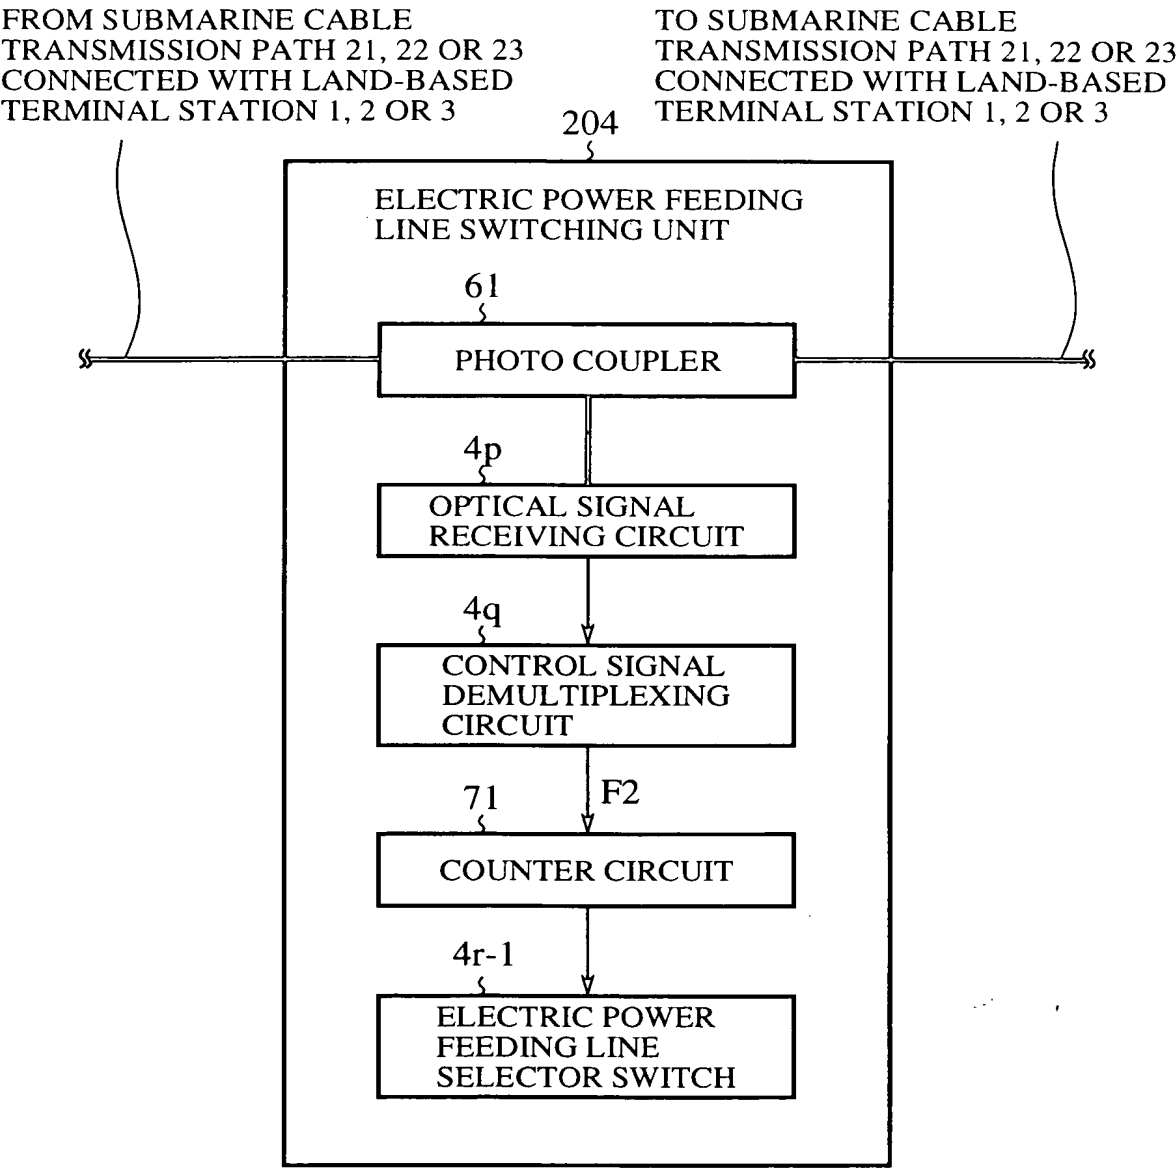 FROM SUBMARINE CABLE
TRANSMISSION PATH 21, 22 OR 23
CONNECTED WITH LAND-BASED
TERMINAL STATION 1, 2 OR 3
TO SUBMARINE CABLE
TRANSMISSION PATH 21, 22 OR 23
CONNECTED WITH LAND-BASED
TERMINAL STATION 1, 2 OR 3
204
ELECTRIC POWER FEEDING
LINE SWITCHING UNIT
61
PHOTO COUPLER
4p
OPTICAL SIGNAL
RECEIVING CIRCUIT
4q
CONTROL SIGNAL
DEMULTIPLEXING
CIRCUIT
F2
71
COUNTER CIRCUIT
4r-1
ELECTRIC POWER
FEEDING LINE
SELECTOR SWITCH